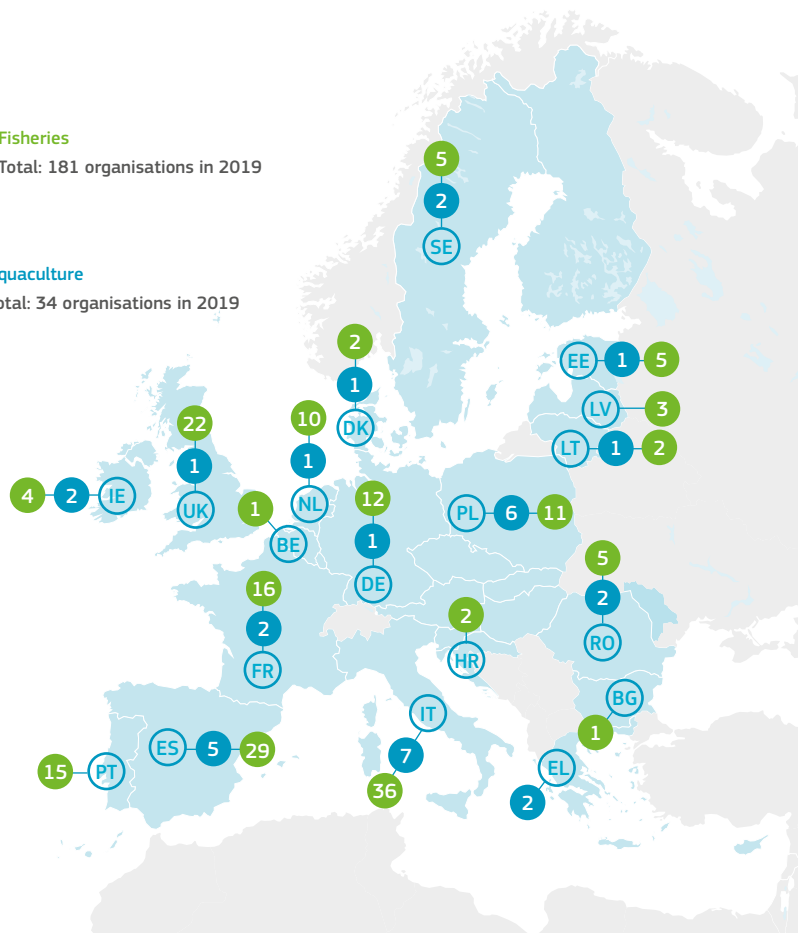 Fisheries
Total: 181 organisations in 2019
quaculture
otal: 34 organisations in 2019
5
2
SE
2
1
DK
EE 1 5
LV 3
LT 1 2
22
1
UK
10
1
NL
4 2 IE
1
BE
12
1
DE
PL 6 11
16
2
FR
5
2
RO
2
HR
BG
1
IT
7
36
ES 5 29
15 PT
EL
2